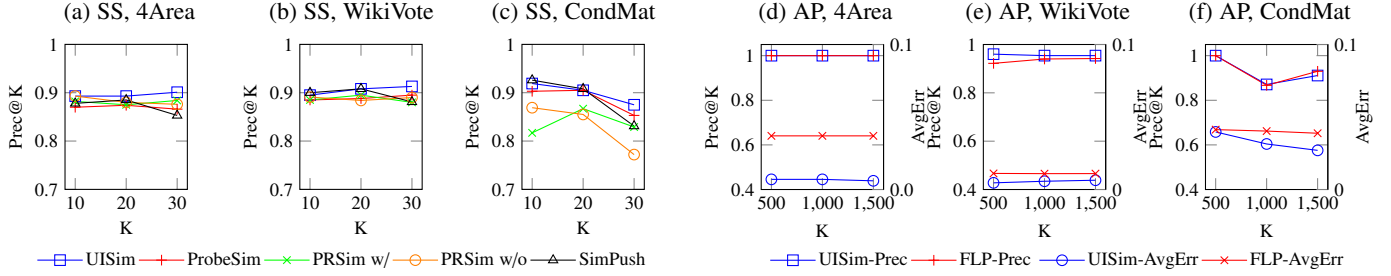 (a) SS, 4Area
(b) SS, WikiVote
(c) SS, CondMat
(d) AP, 4Area
(e) AP, WikiVote
(f) AP, CondMat
Prec@K
1
0.9
0.8
0.7
10 20 30
K
1
0.9
0.8
0.7
10 20 30
K
Prec@K
1
0.9
0.8
0.7
10 20 30
K
Prec@K
1
0.8
0.6
0.4
0.1
0.0
500 1,000 1,500
K
AvgErr
Prec@K
1
0.8
0.6
0.4
0.1
0
500 1,000 1,500
K
AvgErr
Prec@K
1
0.8
0.6
0.4
0.1
0
500 1,000 1,500
K
AvgErr
UISim ProbeSim PRSim w/ PRSim w/o SimPush
UISim-Prec FLP-Prec UISim-AvgErr FLP-AvgErr